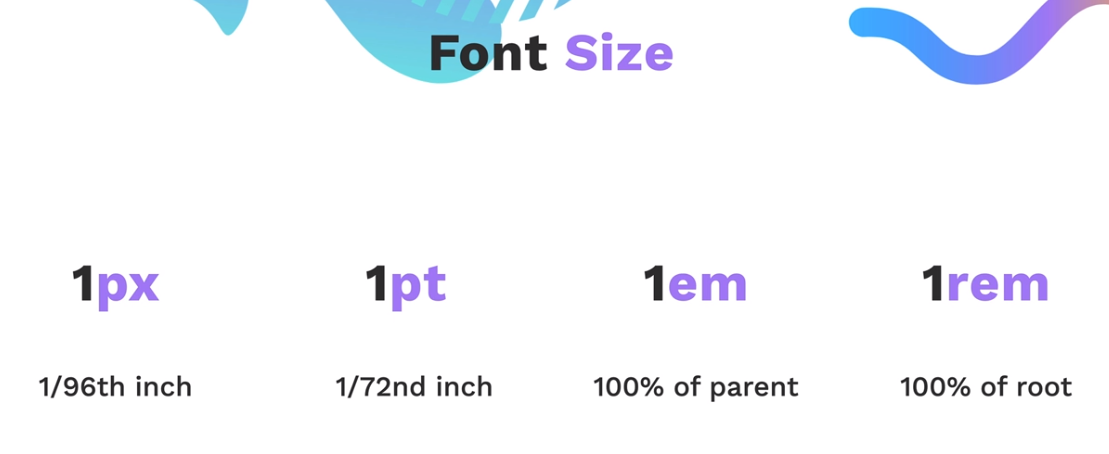 Font Size
1px 1pt 1em 1rem
1/96th inch 1/72nd inch 100% of parent 100% of root